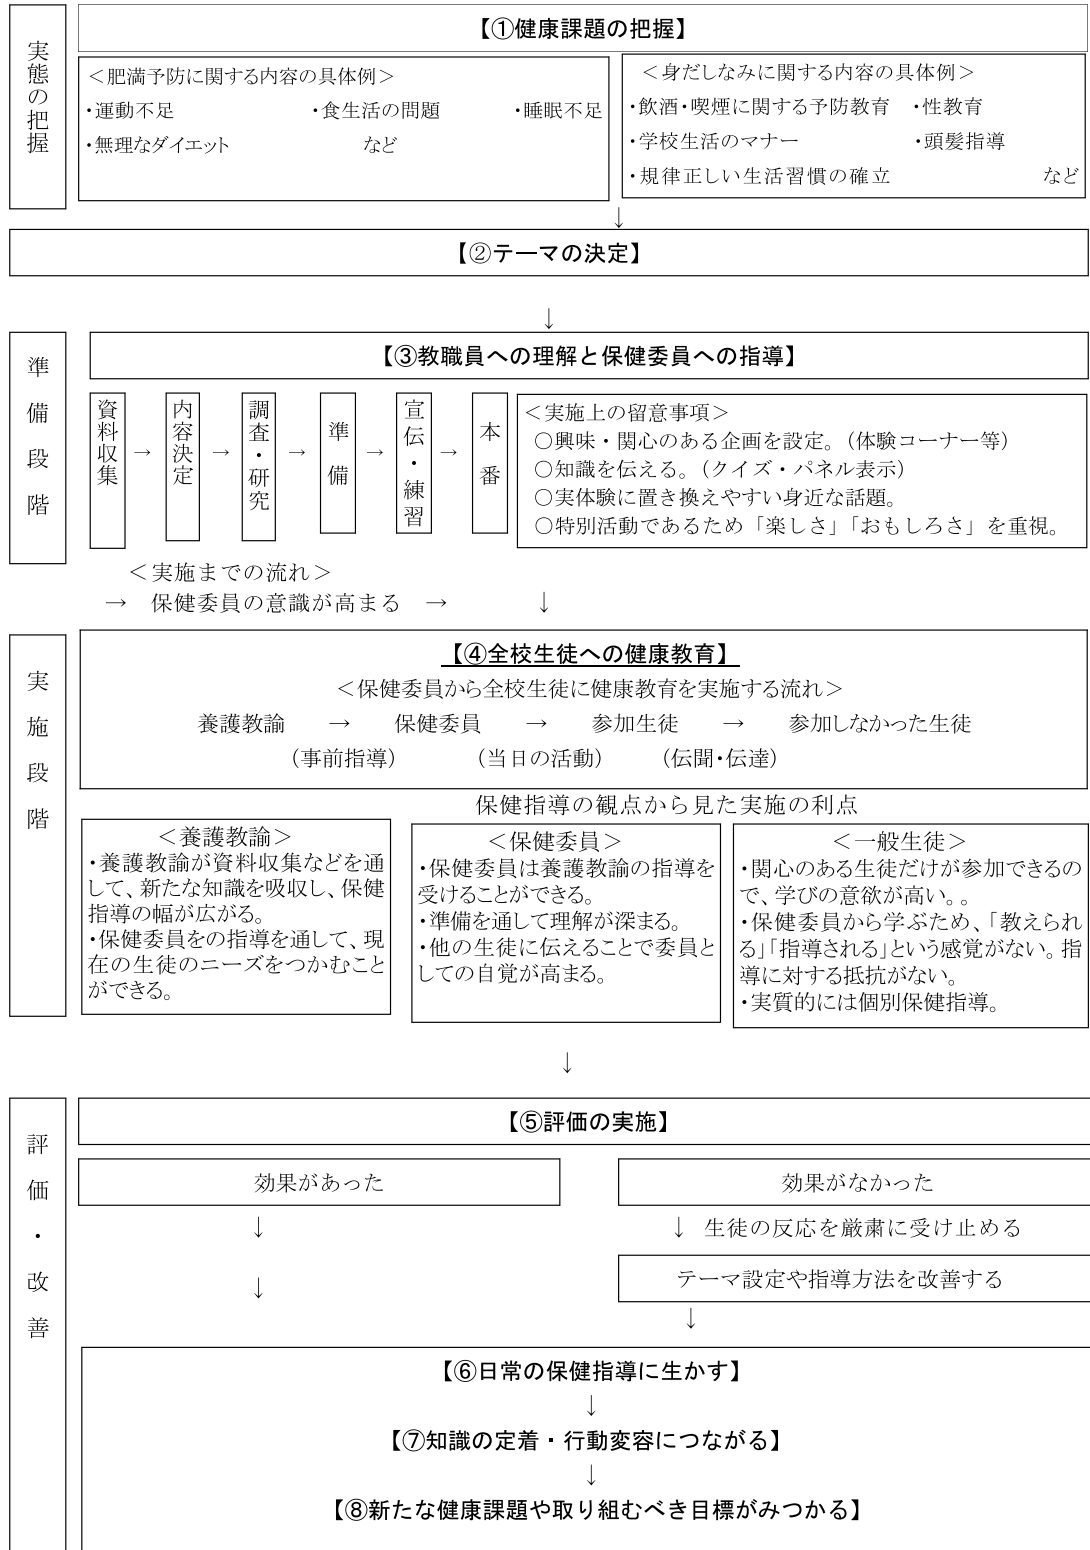 実態の把握
【①健康課題の把握】
＜肥満予防に関する内容の具体例＞
・運動不足　・食生活の問題　・睡眠不足
・無理なダイエット　など
＜身だしなみに関する内容の具体例＞
・飲酒・喫煙に関する予防教育　・性教育
・学校生活のマナー　・頭髪指導
・規律正しい生活習慣の確立　など
↓
【②テーマの決定】
↓
準備段階
【③教職員への理解と保健委員への指導】
資料収集　→　内容決定　→　調査・研究　→　準備　→　宣伝・練習　→　本番
＜実施上の留意事項＞
○興味・関心のある企画を設定。（体験コーナー等）
○知識を伝える。（クイズ・パネル表示）
○実体験に置き換えやすい身近な話題。
○特別活動であるため「楽しさ」「おもしろさ」を重視。
＜実施までの流れ＞
→　保健委員の意識が高まる　→　↓
実施段階
【④全校生徒への健康教育】
＜保健委員から全校生徒に健康教育を実施する流れ＞
養護教諭　→　保健委員　→　参加生徒　→　参加しなかった生徒
（事前指導）　（当日の活動）　（伝聞・伝達）
保健指導の観点から見た実施の利点
＜養護教諭＞
・養護教諭が資料収集などを通
して、新たな知識を吸収し、保健
指導の幅が広がる。
・保健委員をの指導を通して、現
在の生徒のニーズをつかむこと
ができる。
＜保健委員＞
・保健委員は養護教諭の指導を
受けることができる。
・準備を通して理解が深まる。
・他の生徒に伝えることで委員と
しての自覚が高まる。
＜一般生徒＞
・関心のある生徒だけが参加できるの
で、学びの意欲が高い。。
・保健委員から学ぶため、「教えられ
る」「指導される」という感覚がない。指
導に対する抵抗がない。
・実質的には個別保健指導。
↓
評価・改善
【⑤評価の実施】
効果があった
↓
↓
効果がなかった
↓　生徒の反応を厳粛に受け止める
テーマ設定や指導方法を改善する
↓
【⑥日常の保健指導に生かす】
↓
【⑦知識の定着・行動変容につながる】
↓
【⑧新たな健康課題や取り組むべき目標がみつかる】